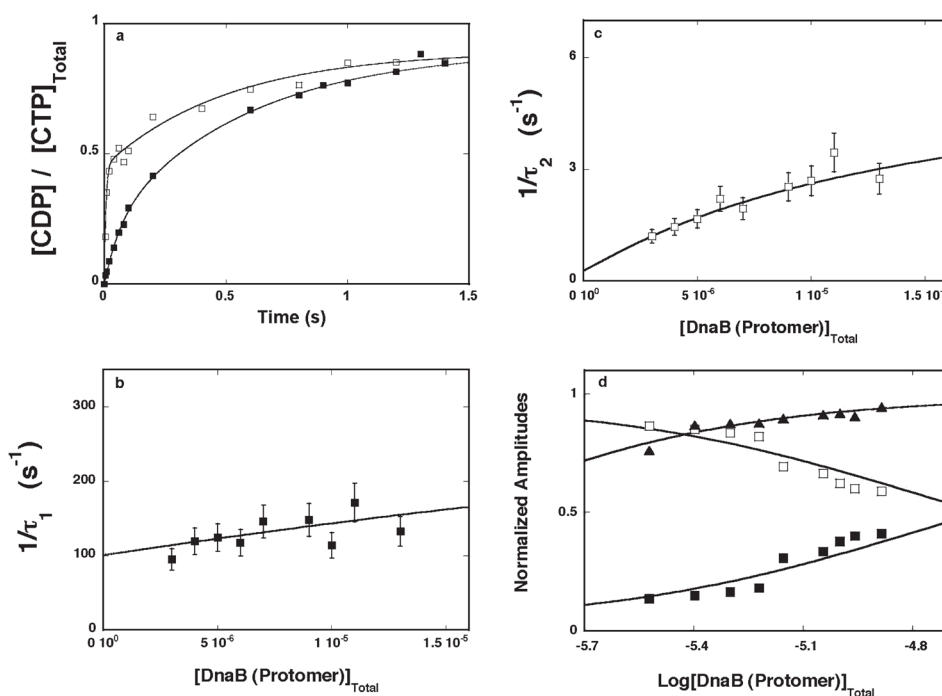 a
1
0.5
0
0
0.5
1
1.5
[CDP] / [CTP]Total
Time (s)
c
6
3
0
0 10⁰
5 10⁻⁶
1 10⁻⁵
1/τ2 (s⁻¹)
[DnaB (Protomer)]Total
b
300
200
100
0
0 10⁰
5 10⁻⁶
1 10⁻⁵
1.5 10⁻⁵
1/τ1 (s⁻¹)
[DnaB (Protomer)]Total
d
1
0.5
0
-5.7
-5.4
-5.1
-4.8
Normalized Amplitudes
Log[DnaB (Protomer)]Total